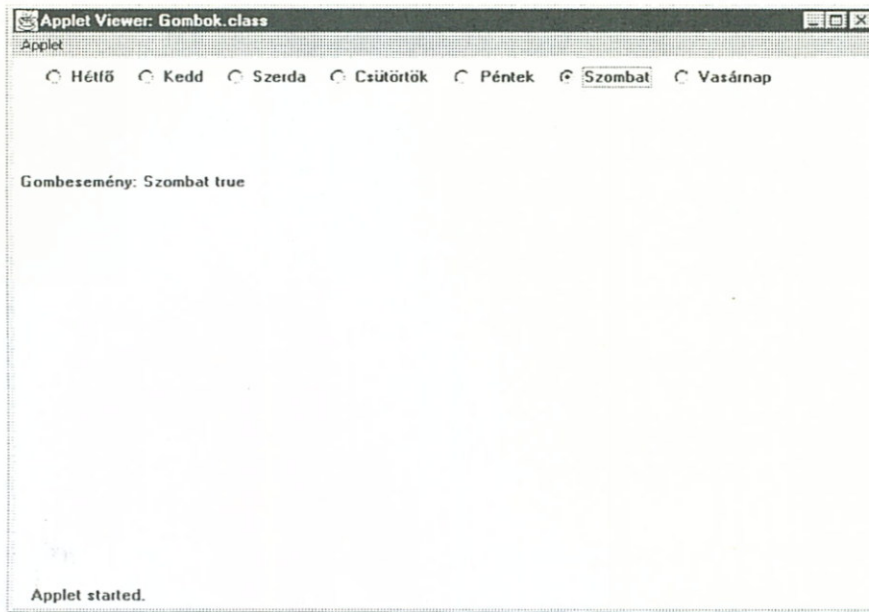 Applet Viewer: Gombok.class
Applet
Hétfő Kedd Szerda Csütörtök Péntek Szombat Vasárnap
Gombesemény: Szombat true
Applet started.